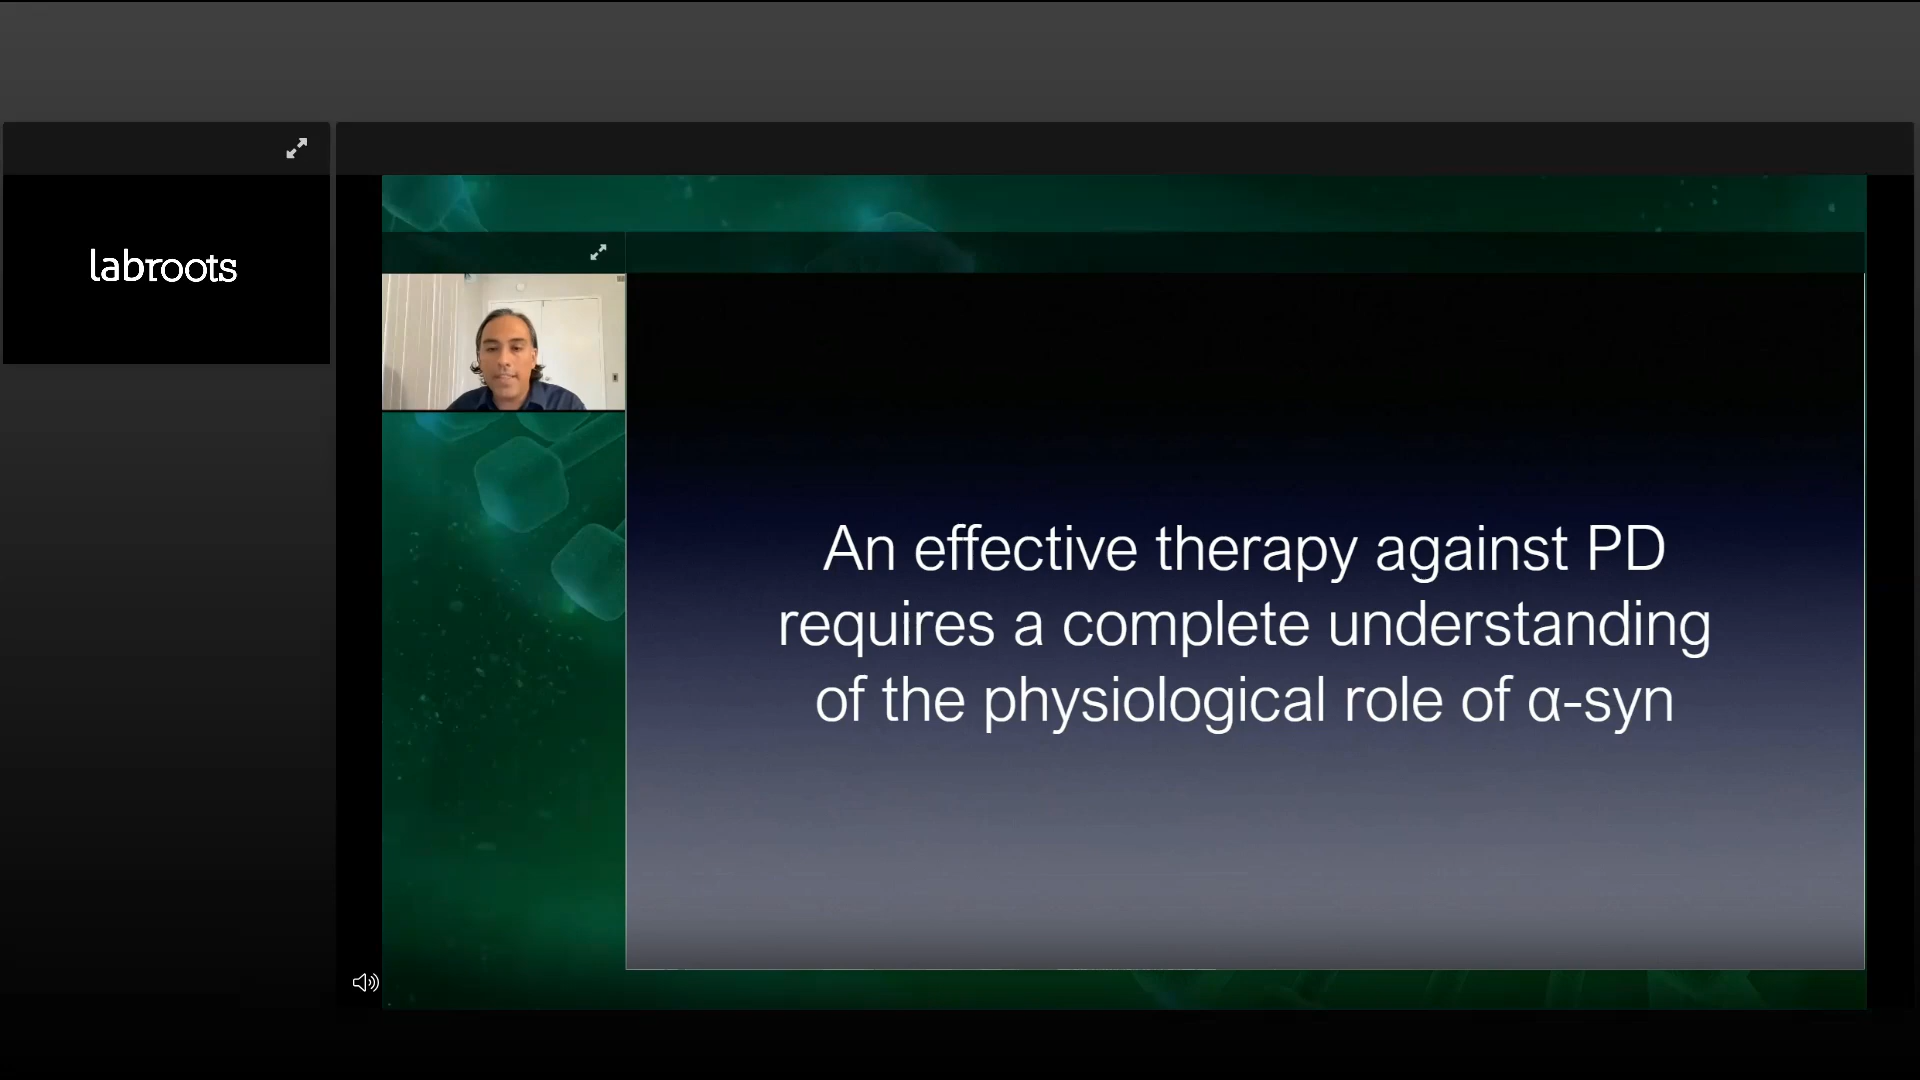 labroots
An effective therapy against PD
requires a complete understanding
of the physiological role of α-syn